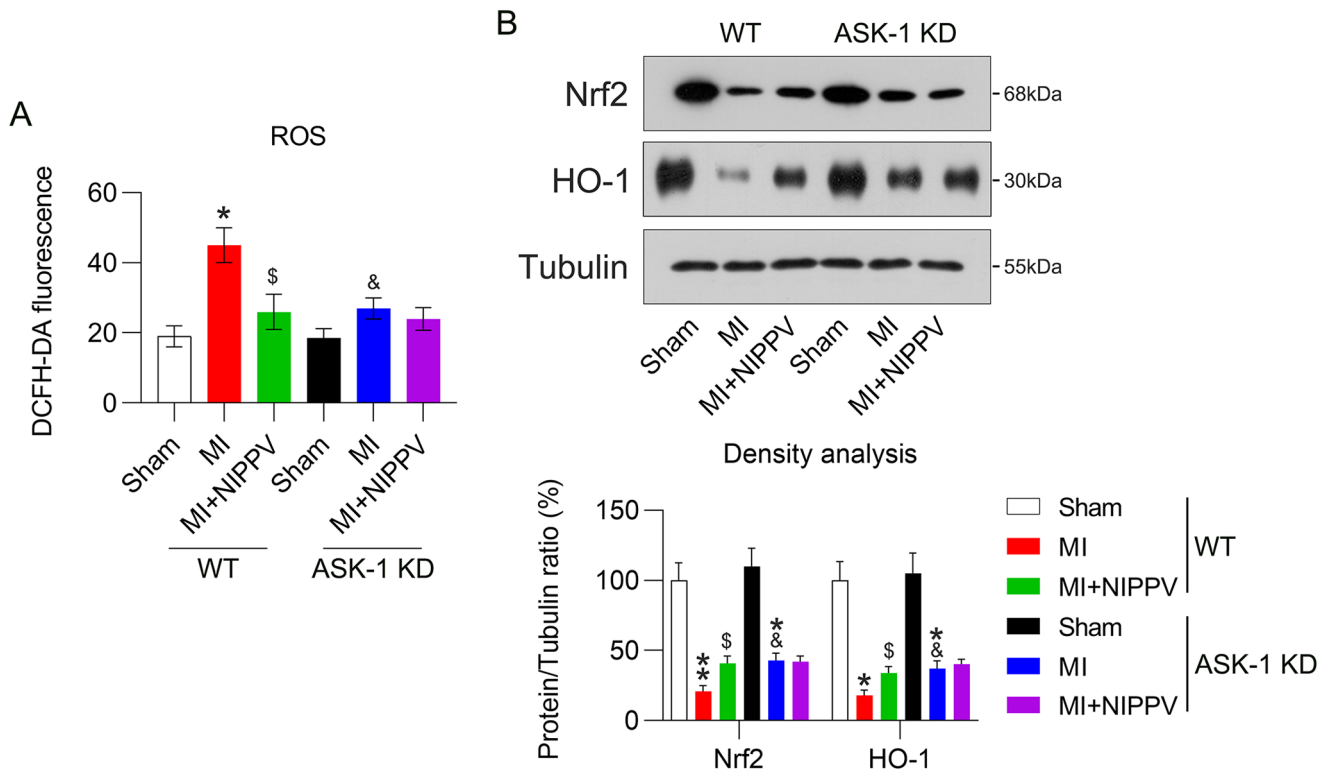 A
ROS
DCFH-DA fluorescence
60
40
20
0
*
$
&
Sham
MI
MI+NIPPV
Sham
MI
MI+NIPPV
WT
ASK-1 KD
B
WT
ASK-1 KD
Nrf2
-68kDa
HO-1
-30kDa
Tubulin
-55kDa
Sham
MI
MI+NIPPV
Sham
MI
MI+NIPPV
Density analysis
Protein/Tubulin ratio (%)
150
100
50
0
**
$
*
&
*
$
*
&
Nrf2
HO-1
Sham
MI
MI+NIPPV
WT
Sham
MI
MI+NIPPV
ASK-1 KD